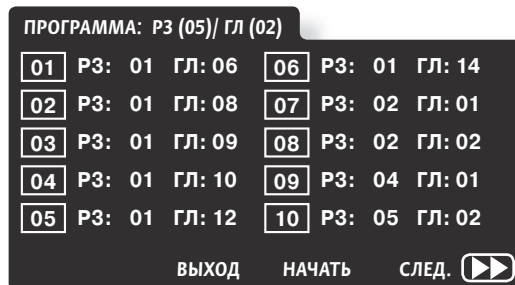 ПРОГРАММА: РЗ (05)/ ГЛ (02)
01 РЗ: 01 ГЛ: 06 06 РЗ: 01 ГЛ: 14
02 РЗ: 01 ГЛ: 08 07 РЗ: 02 ГЛ: 01
03 РЗ: 01 ГЛ: 09 08 РЗ: 02 ГЛ: 02
04 РЗ: 01 ГЛ: 10 09 РЗ: 04 ГЛ: 01
05 РЗ: 01 ГЛ: 12 10 РЗ: 05 ГЛ: 02
ВЫХОД НАЧАТЬ СЛЕД.